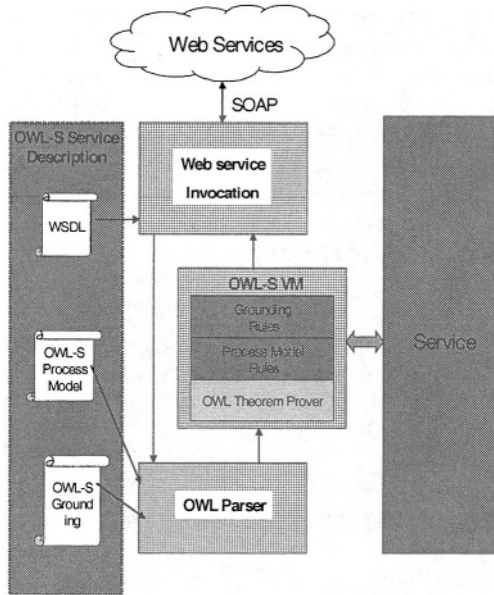 Web Services
SOAP
OWL-S Service
Description
Web service
Invocation
WSDL
OWL-S VM
Grounding
Rules
Process Model
Rules
OWL Theorem Prover
Service
OWL-S
Process
Model
OWL-S
Ground
ing
OWL Parser